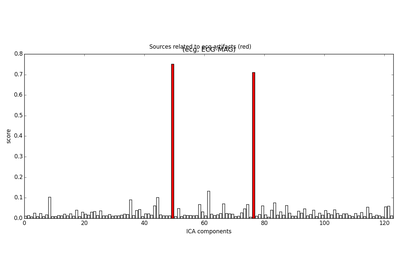 Sources related to ecg artifacts (red)
(ecg, ECG-MAG)
0.8
0.7
0.6
0.5
0.4
0.3
0.2
0.1
0.0
score
0 20 40 60 80 100 120
ICA components